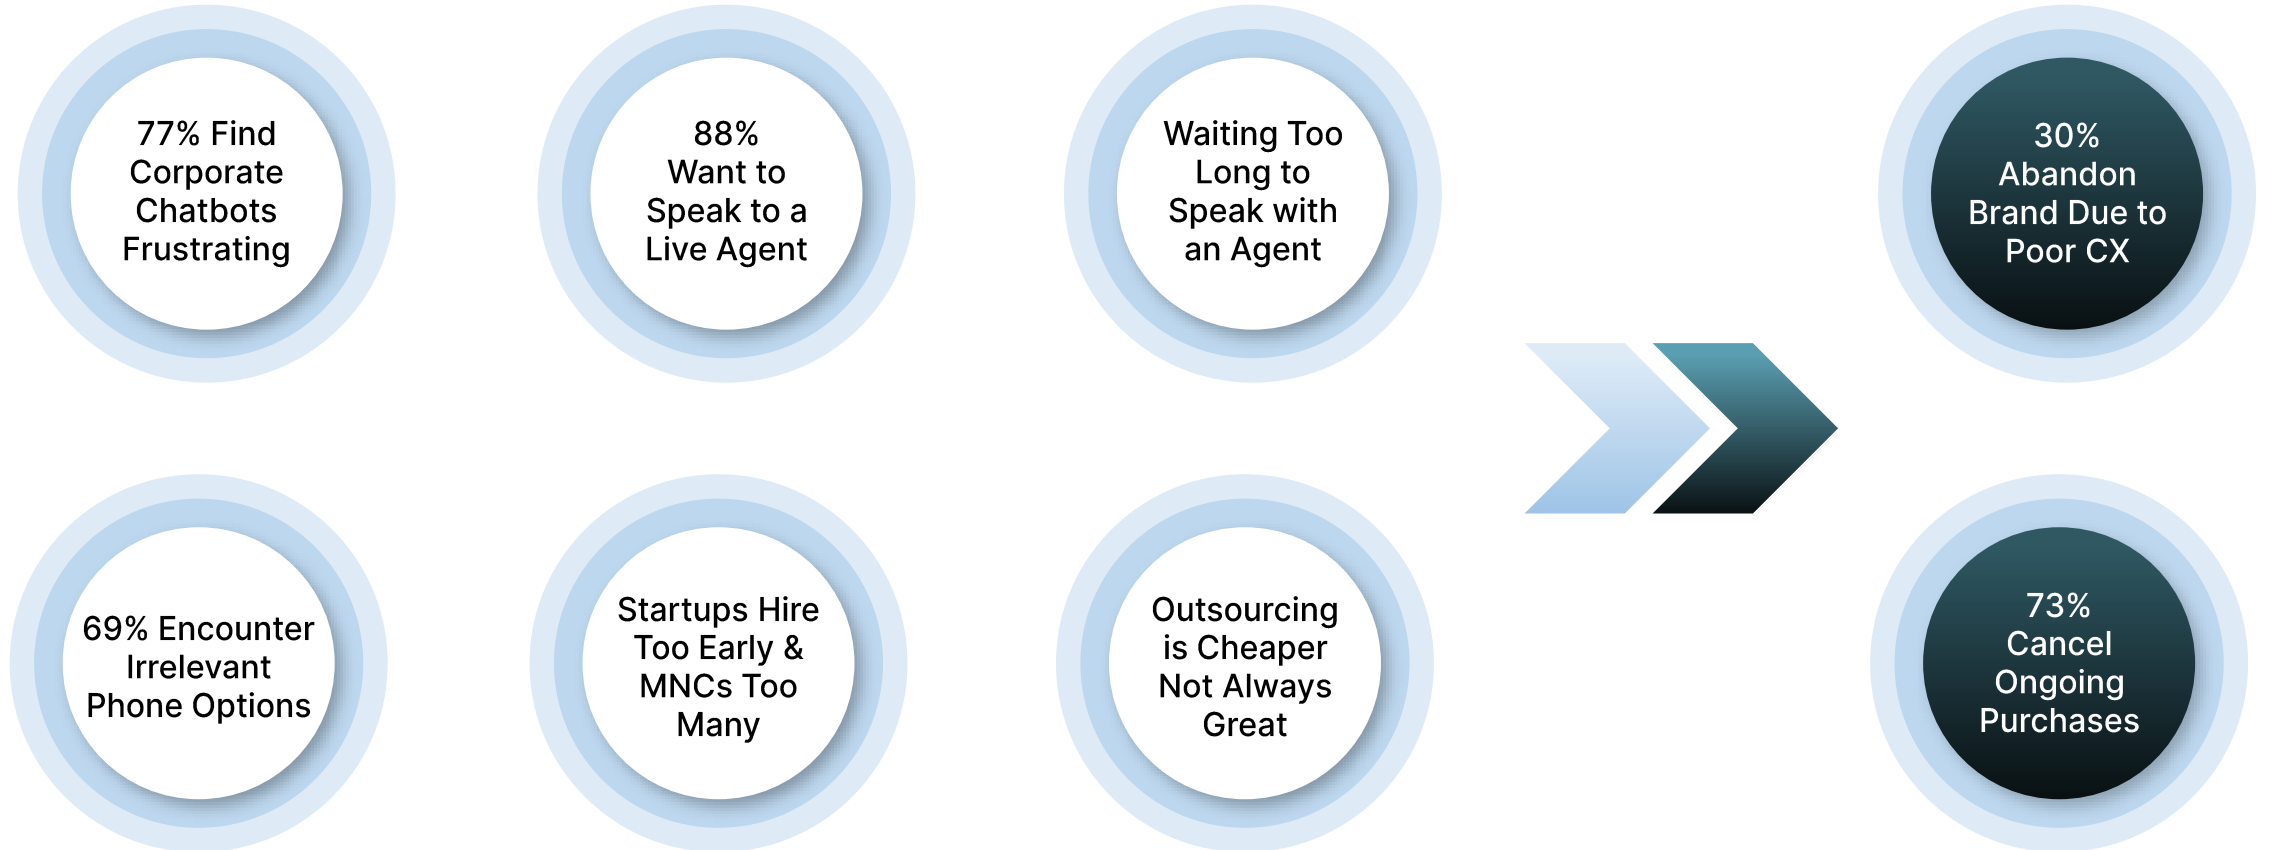 77% Find
Corporate
Chatbots
Frustrating
88%
Want to
Speak to a
Live Agent
Waiting Too
Long to
Speak with
an Agent
30%
Abandon
Brand Due to
Poor CX
69% Encounter
Irrelevant
Phone Options
Startups Hire
Too Early &
MNCs Too
Many
Outsourcing
is Cheaper
Not Always
Great
73%
Cancel
Ongoing
Purchases